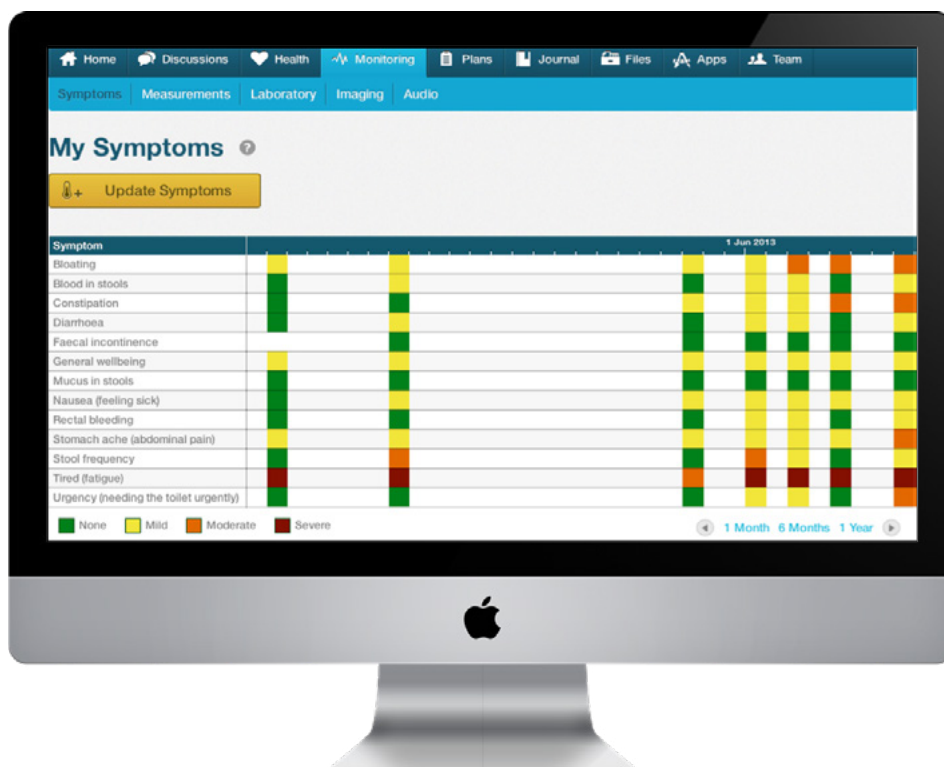 Home Discussions Health Monitoring Plans Journal Files Apps Team
Symptoms Measurements Laboratory Imaging Audio
My Symptoms ?
Update Symptoms
Symptom 1 Jun 2013
Bloating
Blood in stools
Constipation
Diarrhoea
Faecal incontinence
General wellbeing
Mucus in stools
Nausea (feeling sick)
Rectal bleeding
Stomach ache (abdominal pain)
Stool frequency
Tired (fatigue)
Urgency (needing the toilet urgently)
None Mild Moderate Severe 1 Month 6 Months 1 Year